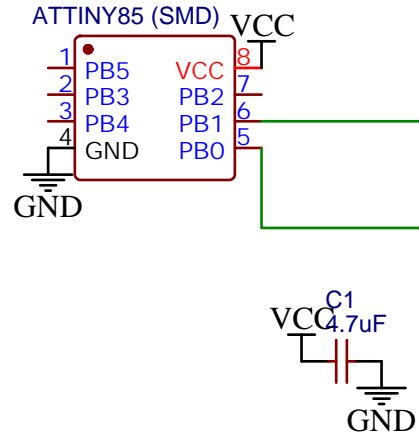 ATTINY85 (SMD)
VCC
1 PB5 VCC 8
2 PB3 PB2 7
3 PB4 PB1 6
4 GND PB0 5
GND
C1
VCC 4.7uF
GND